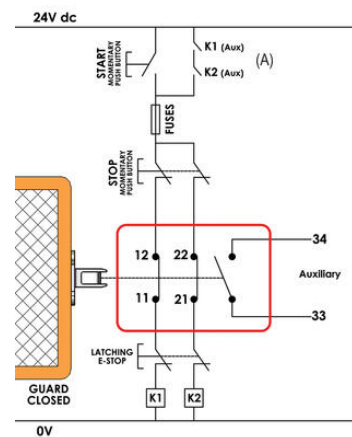 24V dc
START
MOMENTARY
PUSH BUTTON
K1 (Aux)
K2 (Aux)
(A)
FUSES
STOP
MOMENTARY
PUSH BUTTON
12 22
34
Auxiliary
11 21
33
LATCHING
E-STOP
GUARD
CLOSED
K1 K2
0V